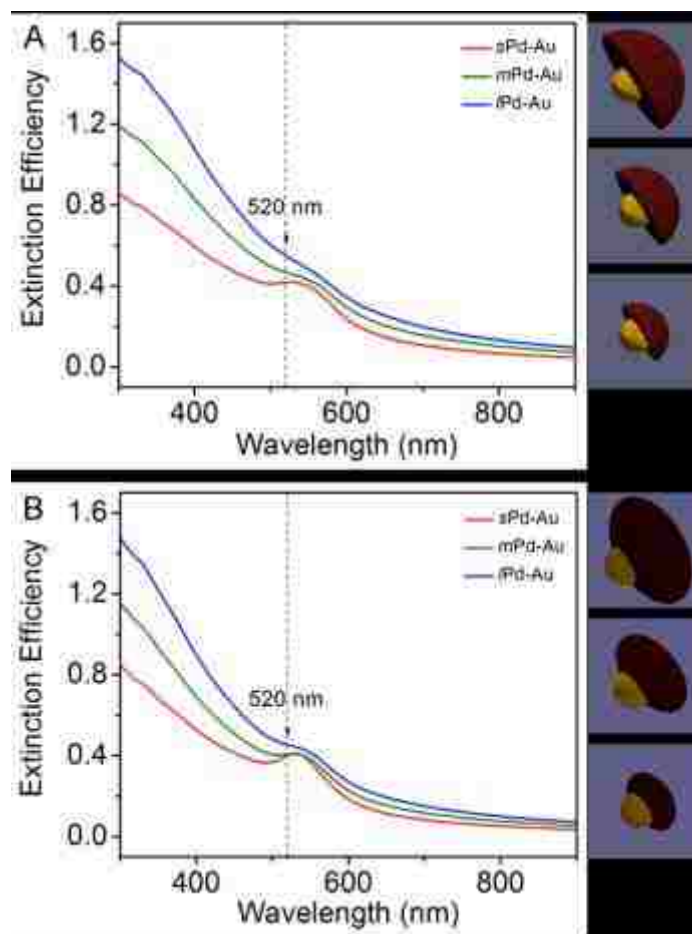 A
1.6
sPd-Au
mPd-Au
lPd-Au
1.2
0.8
520 nm
0.4
0.0
Extinction Efficiency
400 600 800
Wavelength (nm)
B
1.6
sPd-Au
mPd-Au
lPd-Au
1.2
0.8
520 nm
0.4
0.0
Extinction Efficiency
400 600 800
Wavelength (nm)